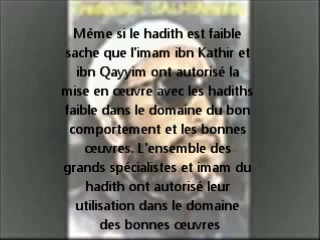 Traduction: SALHIAbdallah
Même si le hadith est faible
sache que l'imam ibn Kathir et
ibn Qayyim ont autorisé la
mise en œuvre avec les hadiths
faible dans le domaine du bon
comportement et les bonnes
œuvres. L'ensemble des
grands spécialistes et imam du
hadith ont autorisé leur
utilisation dans le domaine
des bonnes œuvres